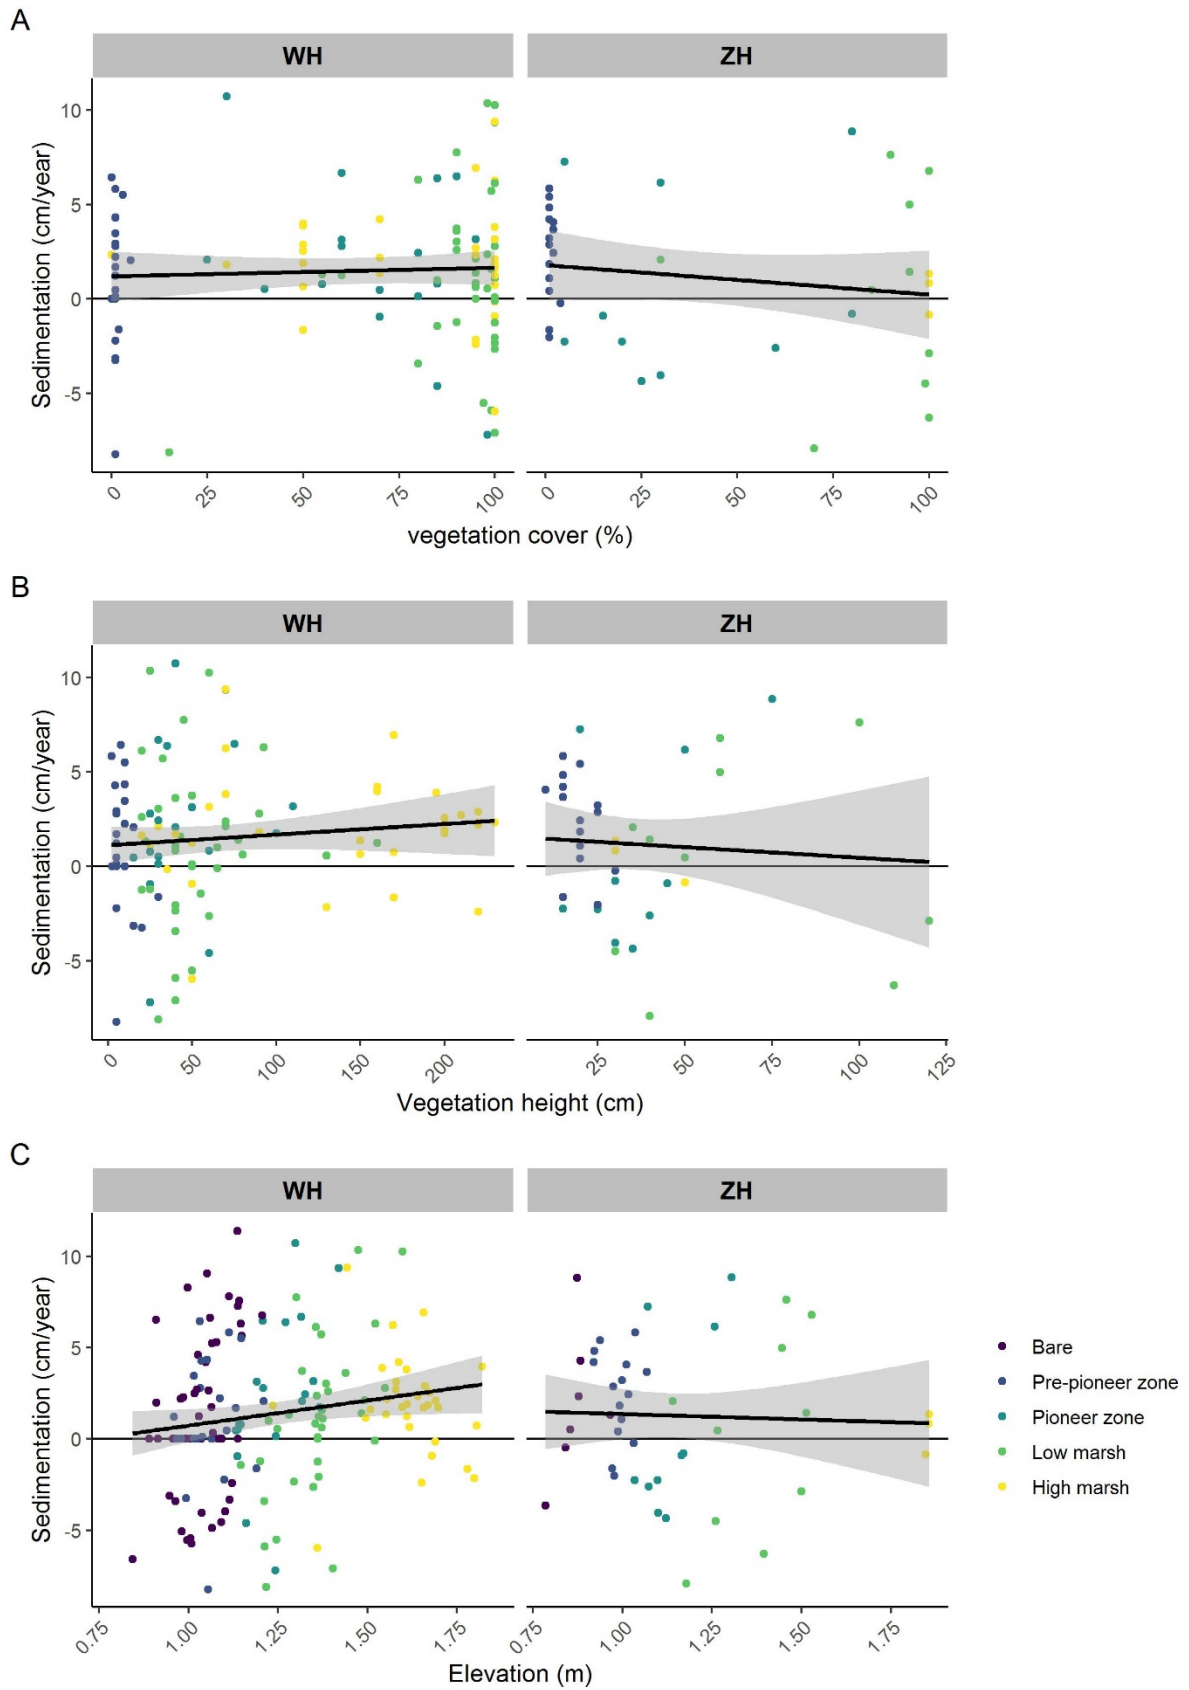 A
WH ZH
10
5
0
-5
Sedimentation (cm/year)
0 25 50 75 100 0 25 50 75 100
vegetation cover (%)
B
WH ZH
10
5
0
-5
Sedimentation (cm/year)
0 50 100 150 200 25 50 75 100 125
Vegetation height (cm)
C
WH ZH
10
5
0
-5
Sedimentation (cm/year)
0.75 1.00 1.25 1.50 1.75 0.75 1.00 1.25 1.50 1.75
Elevation (m)
Bare
Pre-pioneer zone
Pioneer zone
Low marsh
High marsh